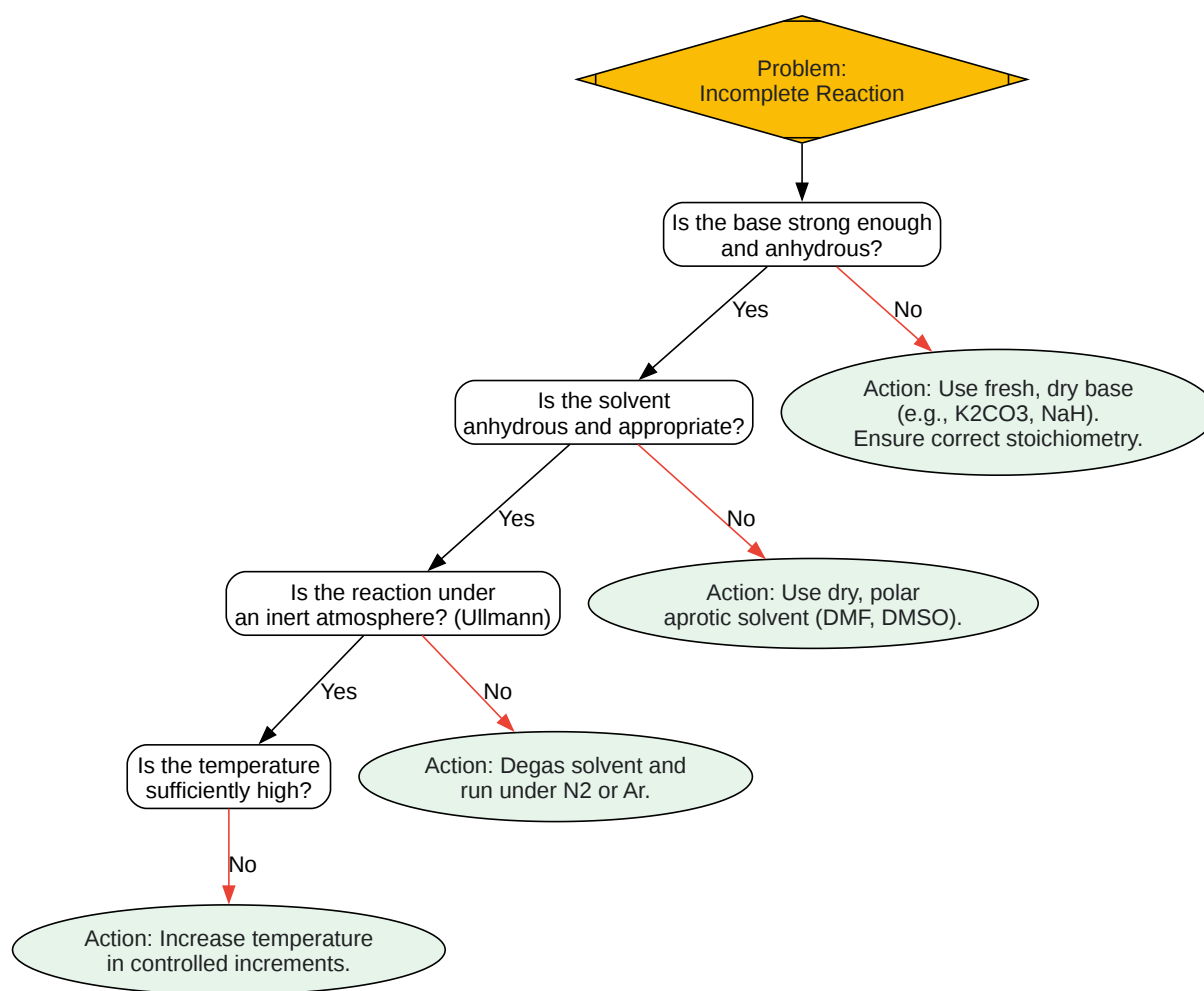 Problem:
Incomplete Reaction
Is the base strong enough
and anhydrous?
Yes
No
Action: Use fresh, dry base
(e.g., K2CO3, NaH).
Ensure correct stoichiometry.
Is the solvent
anhydrous and appropriate?
Yes
No
Action: Use dry, polar
aprotic solvent (DMF, DMSO).
Is the reaction under
an inert atmosphere? (Ullmann)
Yes
No
Action: Degas solvent and
run under N2 or Ar.
Is the temperature
sufficiently high?
No
Action: Increase temperature
in controlled increments.